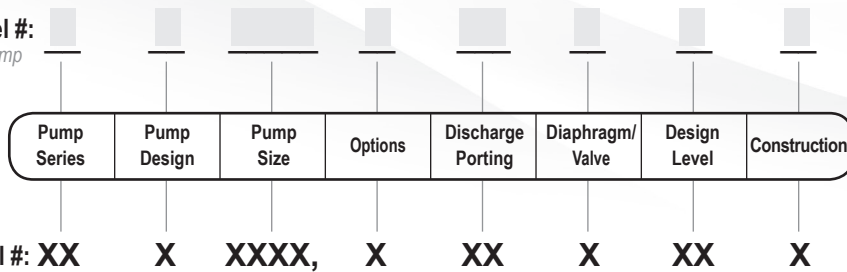 el #:
mp
Pump Series
Pump Design
Pump Size
Options
Discharge Porting
Diaphragm/ Valve
Design Level
Construction
l #: XX X XXXX, X XX X XX X